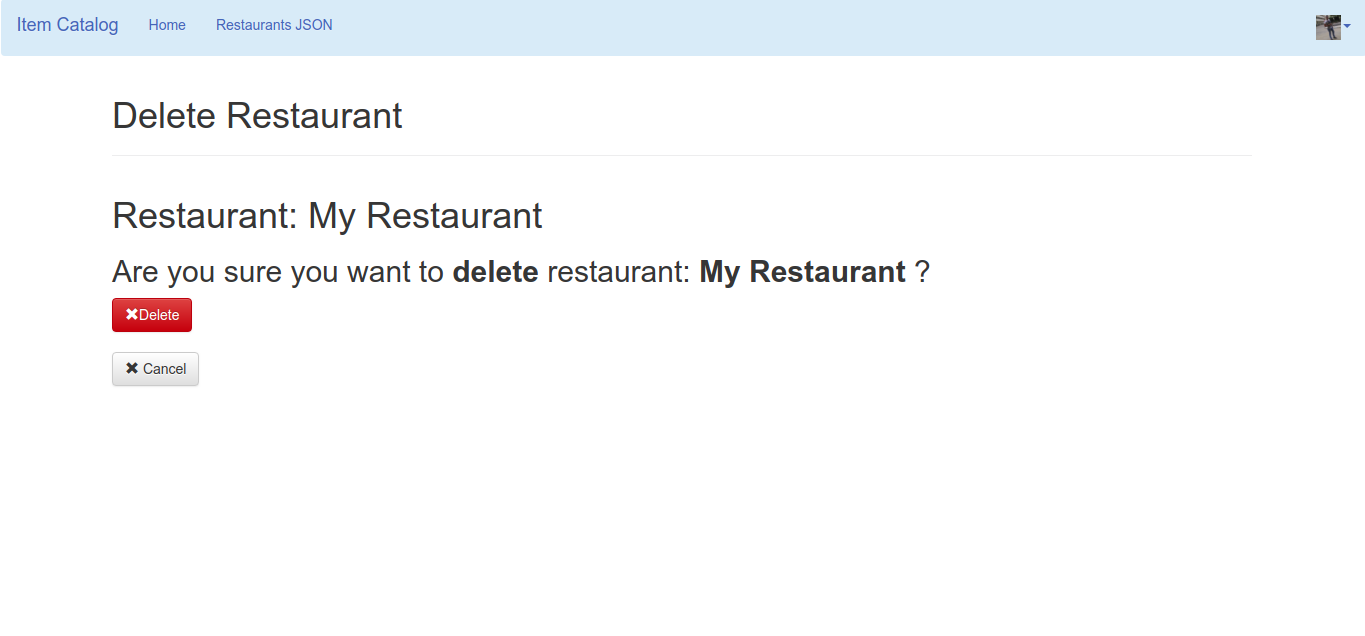 Item Catalog Home Restaurants JSON
Delete Restaurant
Restaurant: My Restaurant
Are you sure you want to delete restaurant: My Restaurant ?
Delete
Cancel